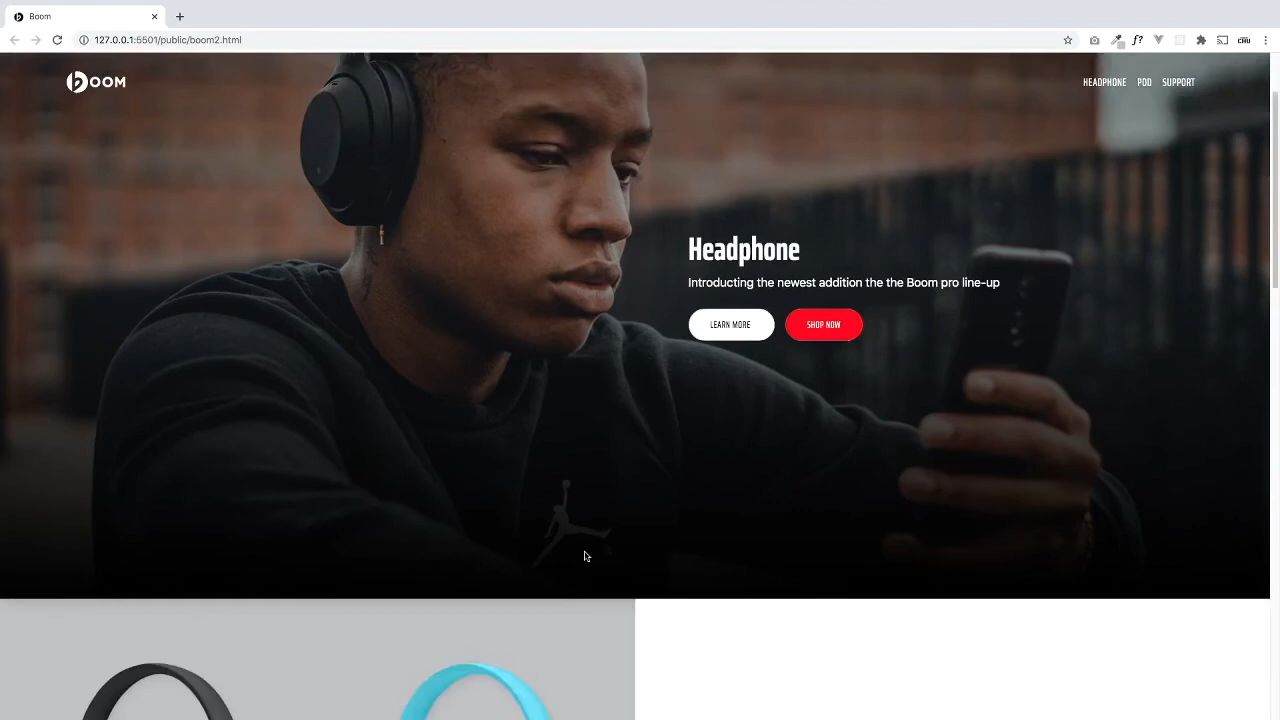 Boom
127.0.0.1:5501/public/boom2.html
f?
BOOM
HEADPHONE POD SUPPORT
Headphone
Introducting the newest addition the the Boom pro line-up
LEARN MORE SHOP NOW